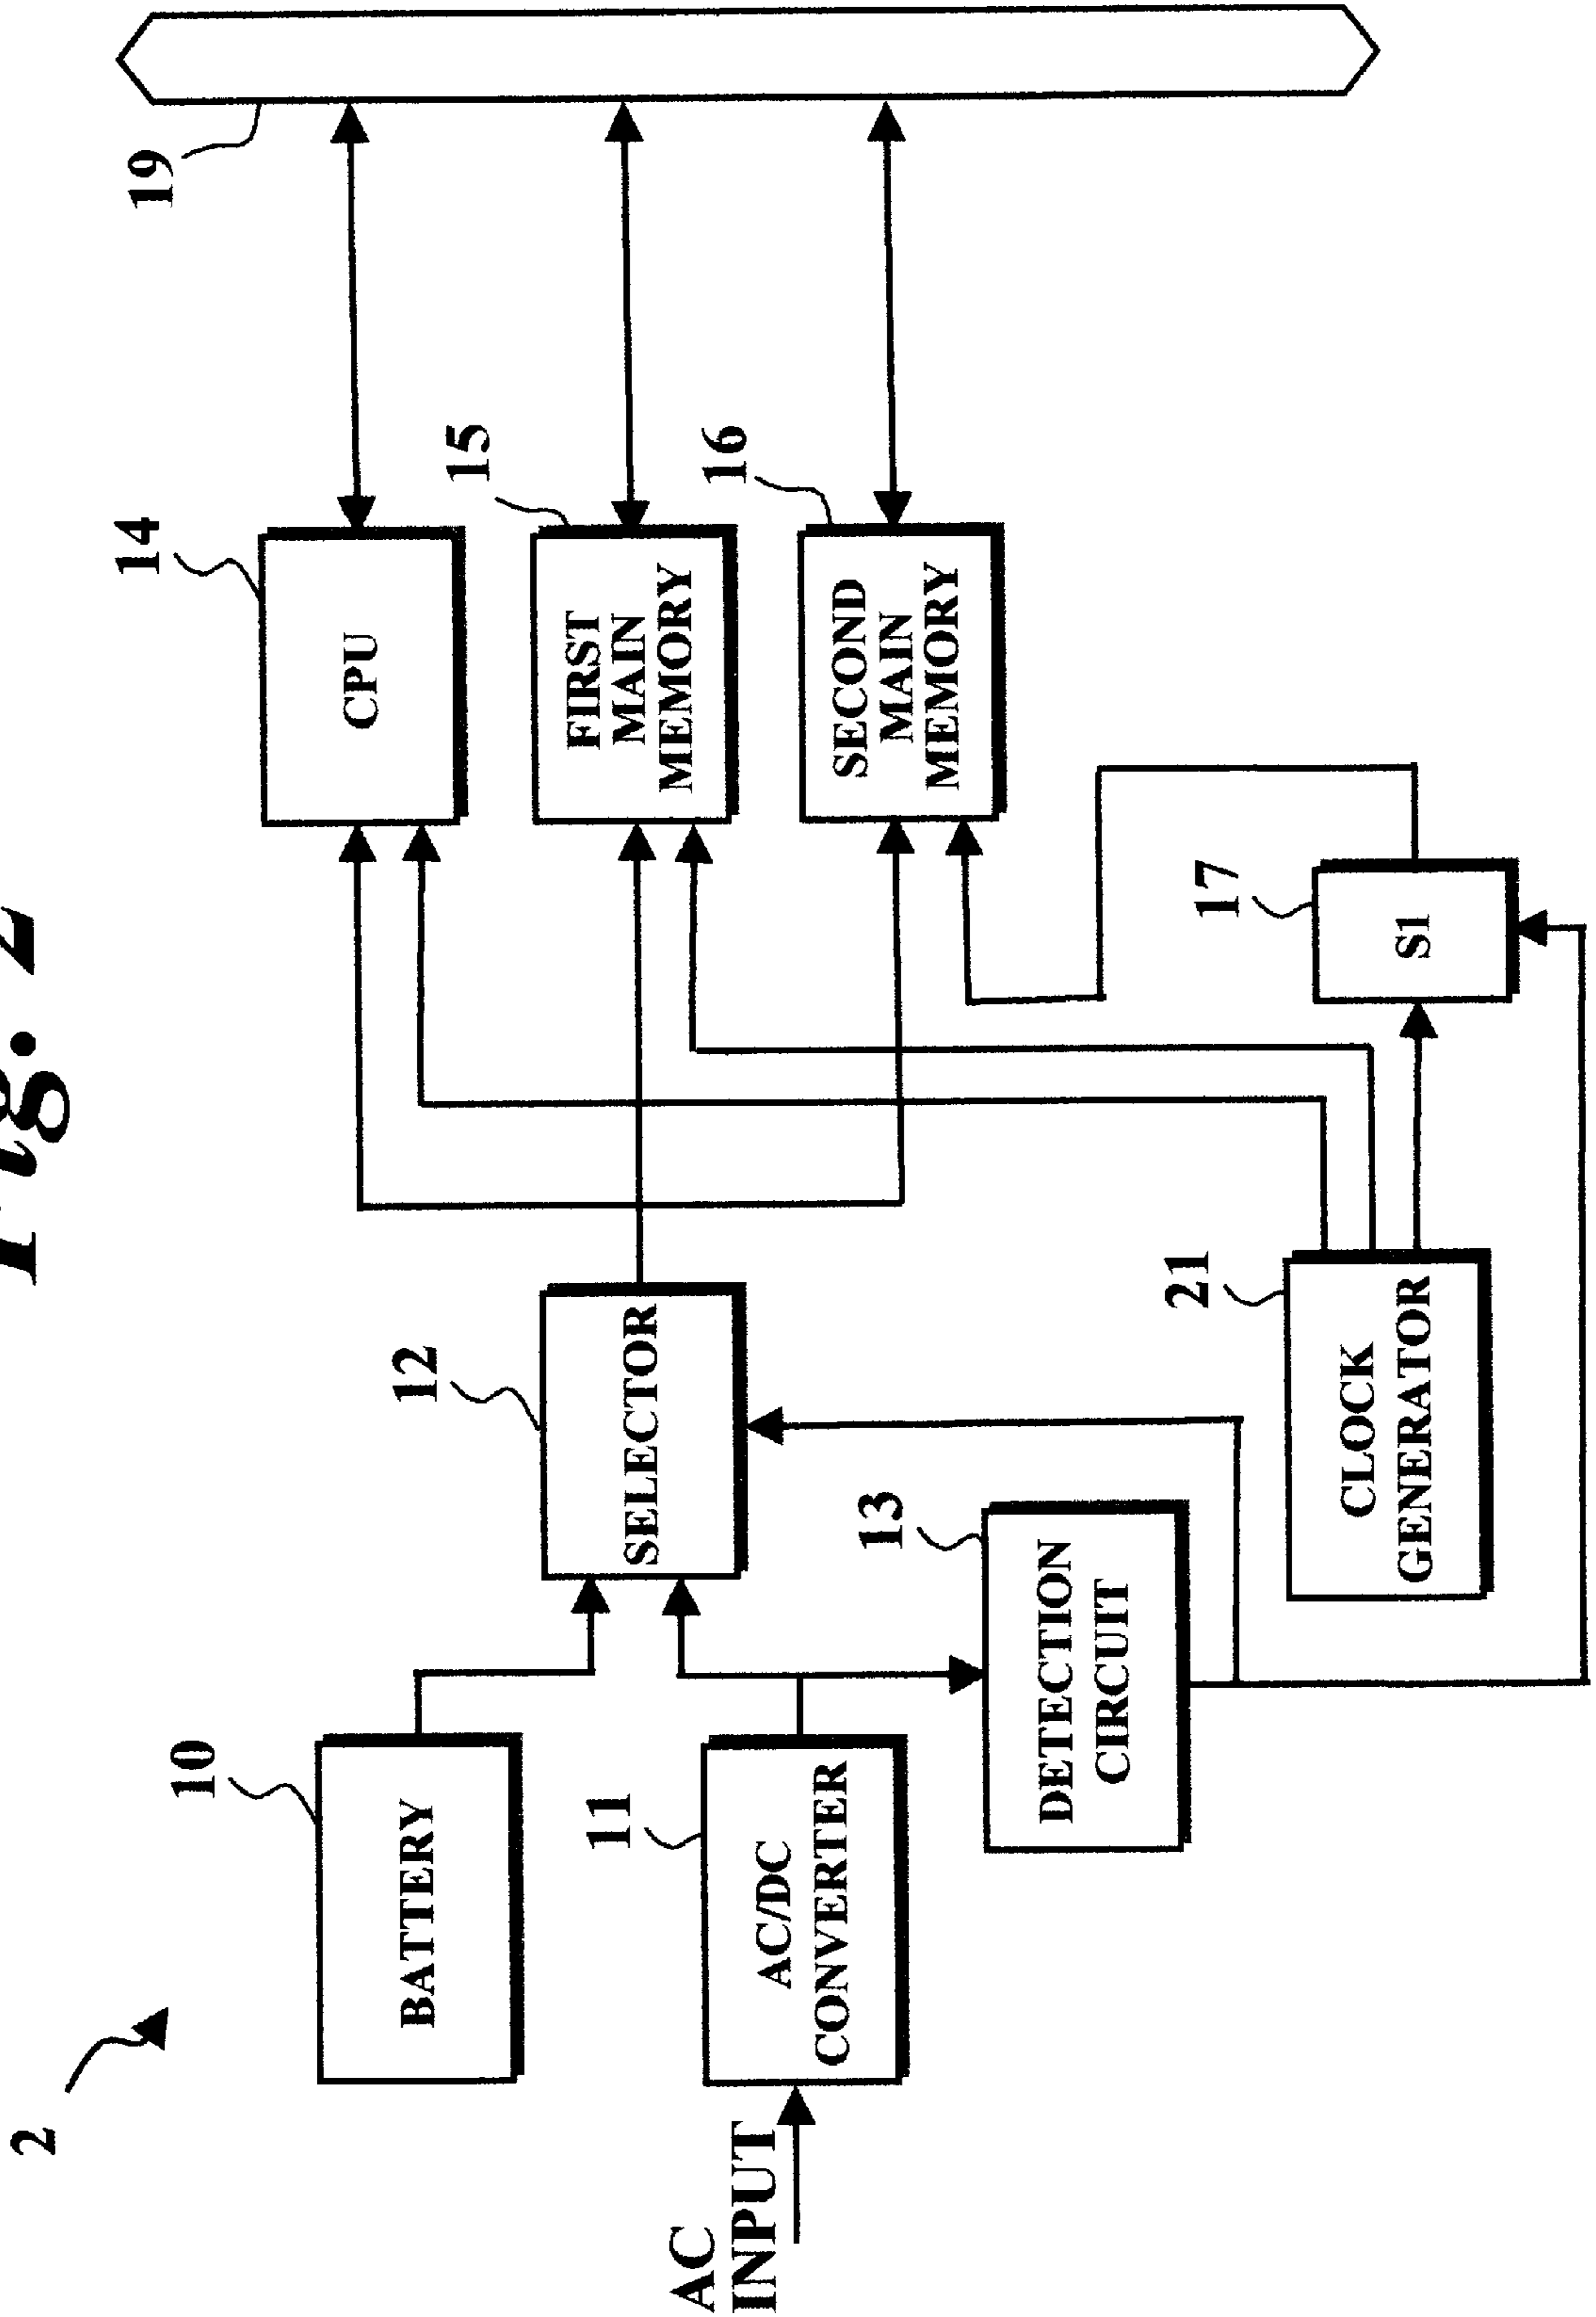 Fig. 2
2
10
BATTERY
AC
INPUT
11
AC/DC
CONVERTER
12
SELECTOR
13
DETECTION
CIRCUIT
21
CLOCK
GENERATOR
14
CPU
15
FIRST
MAIN
MEMORY
16
SECOND
MAIN
MEMORY
17
S1
19